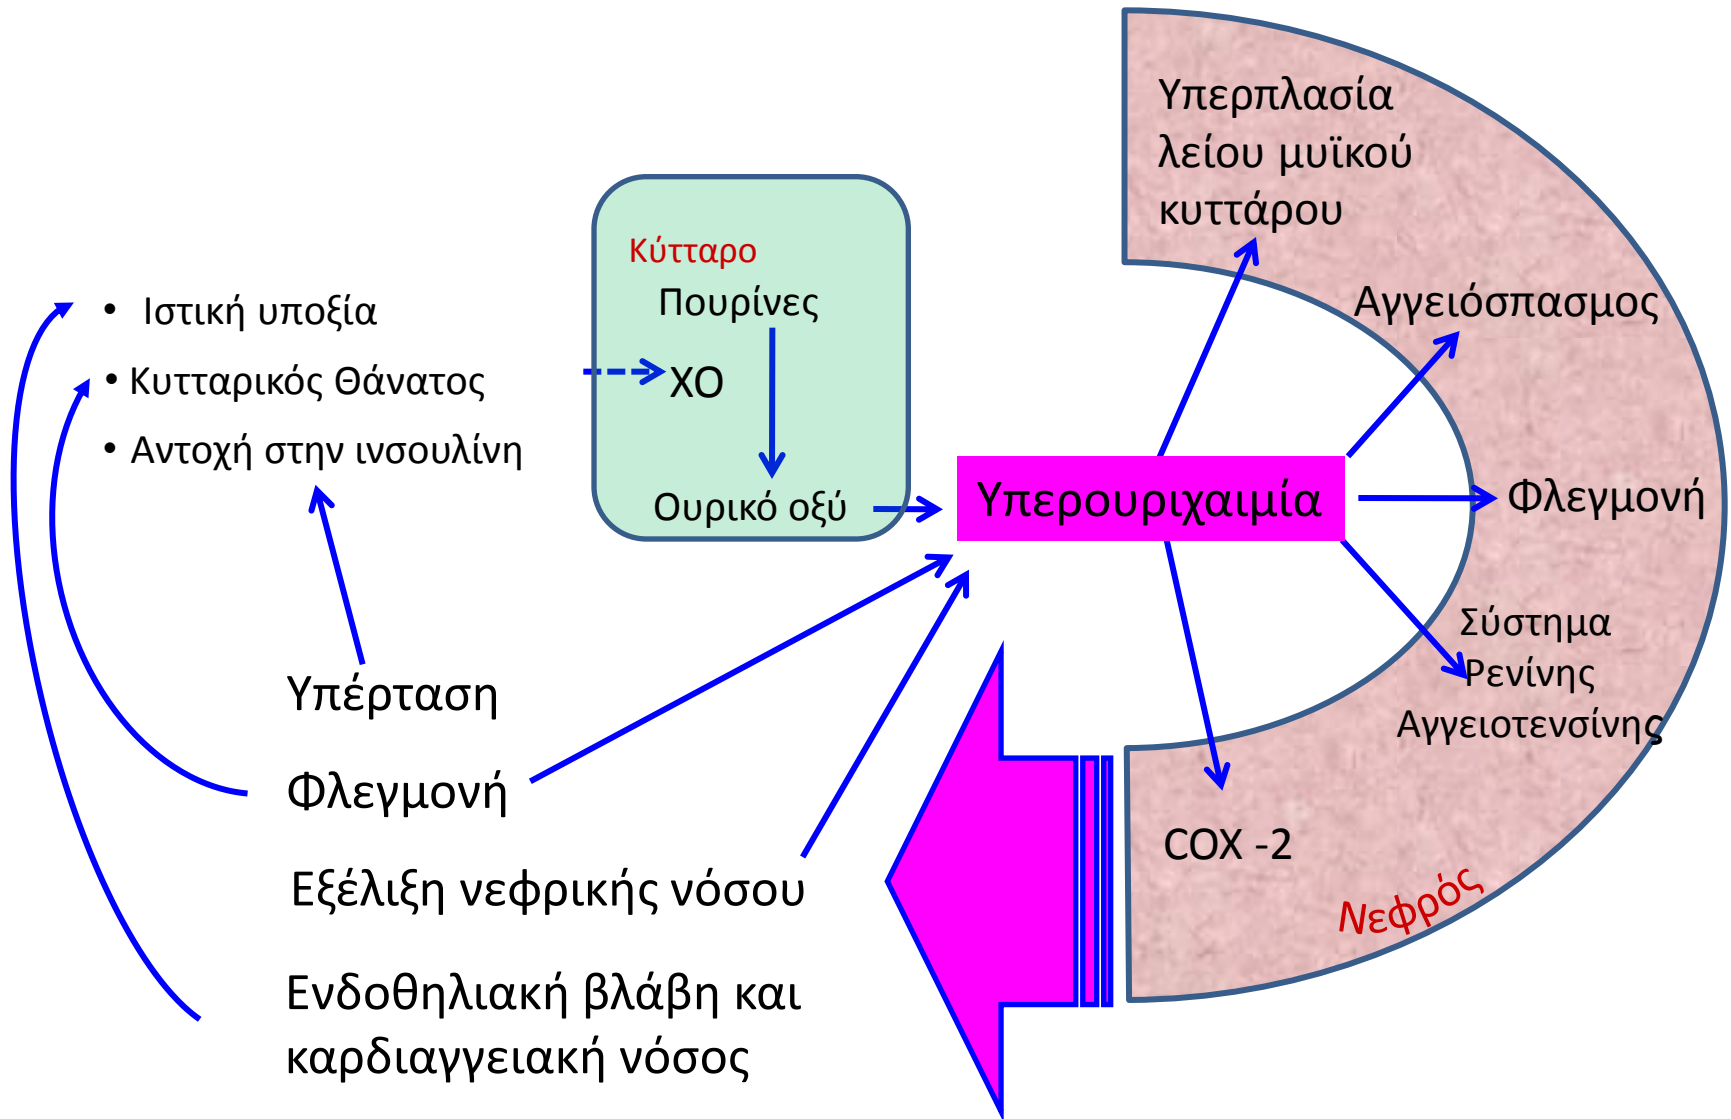 Υπερπλασία
λείου μυϊκού
κυττάρου
Κύτταρο
Πουρίνες
ΧΟ
Ουρικό οξύ
• Ιστική υποξία
• Κυτταρικός Θάνατος
• Αντοχή στην ινσουλίνη
Αγγειόσπασμος
Υπερουριχαιμία
Φλεγμονή
Σύστημα
Ρενίνης
Αγγειοτενσίνης
COX -2
Νεφρός
Υπέρταση
Φλεγμονή
Εξέλιξη νεφρικής νόσου
Ενδοθηλιακή βλάβη και
καρδιαγγειακή νόσος